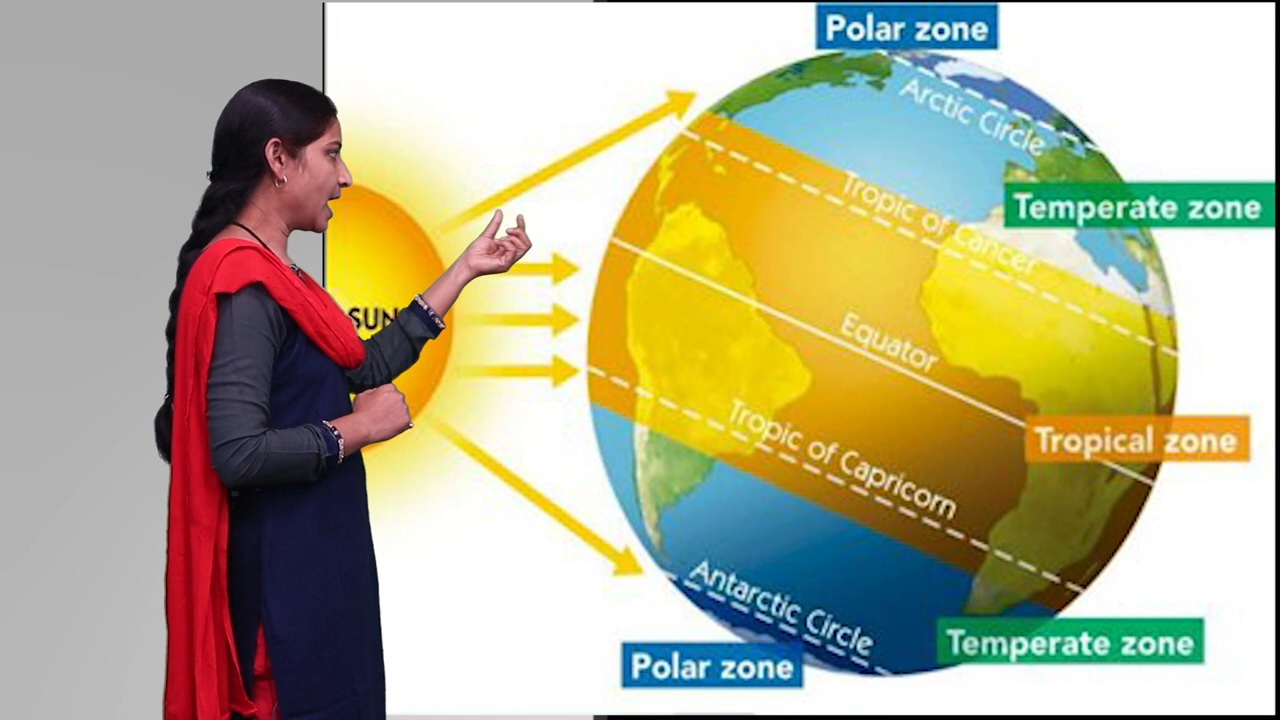 Polar zone
Arctic Circle
Temperate zone
Tropic of Cancer
SUN
Equator
Tropical zone
Tropic of Capricorn
Antarctic Circle
Temperate zone
Polar zone